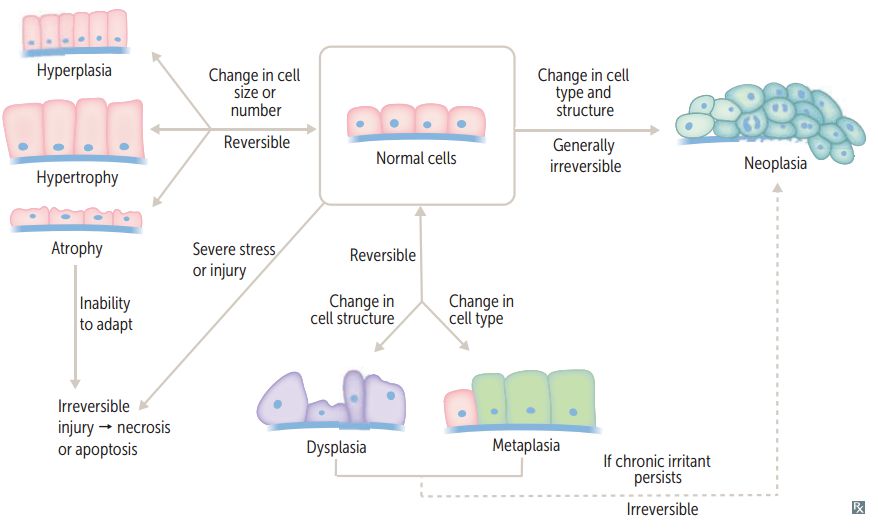 Hyperplasia
Hypertrophy
Atrophy
Inability
to adapt
Irreversible
injury → necrosis
or apoptosis
Change in cell
size or
number
Reversible
Severe stress
or injury
Normal cells
Reversible
Change in
cell structure
Change in
cell type
Dysplasia
Metaplasia
Change in cell
type and
structure
Generally
irreversible
Neoplasia
If chronic irritant
persists
Irreversible
Rx